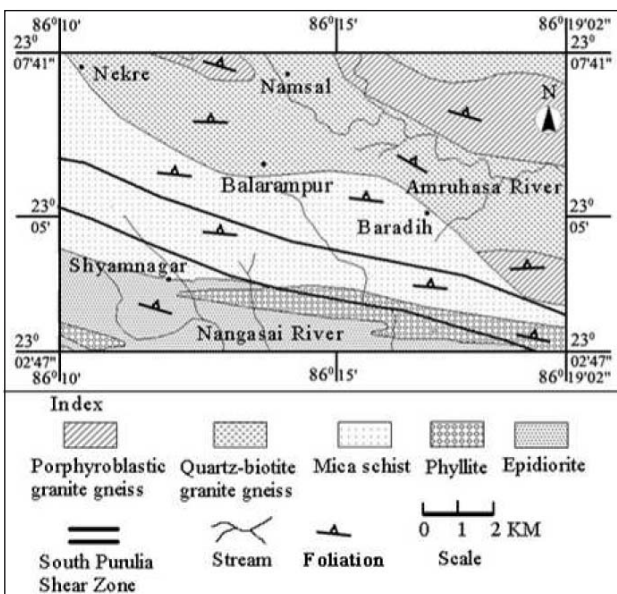 86° 10'
86° 15'
86° 19' 02"
23°
07' 41"
23°
07' 41"
Nekre
Namsal
N
Balarampur
Amruhasa River
23°
05'
23°
05'
Baradih
Shyamnagar
Nangasai River
23°
02' 47"
23°
02' 47"
86° 10'
86° 15'
86° 19' 02"
Index
Porphyroblastic
granite gneiss
Quartz-biotite
granite gneiss
Mica schist
Phyllite
Epidiorite
0 1 2 KM
South Purulia
Shear Zone
Stream
Foliation
Scale